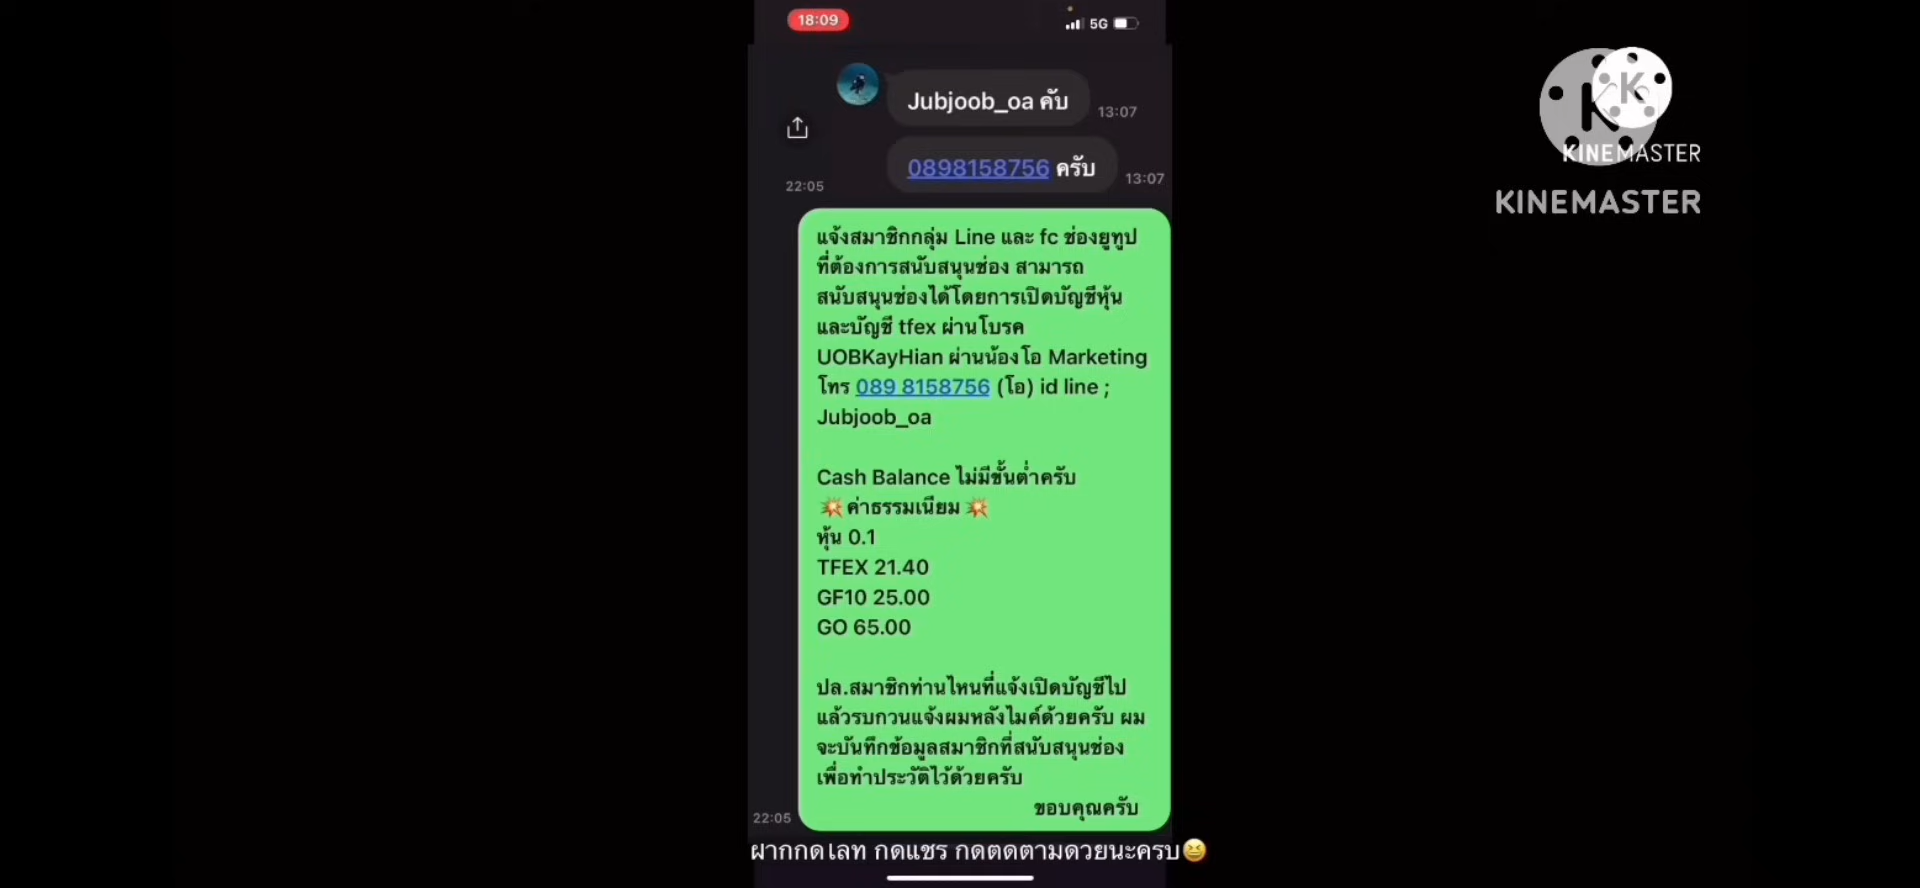 18:09
5G
Jubjoob_oa คับ
13:07
0898158756 ครับ
13:07
22:05
แจ้งสมาชิกกลุ่ม Line และ fc ช่องยูทูป
ที่ต้องการสนับสนุนช่อง สามารถ
สนับสนุนช่องได้โดยการเปิดบัญชีหุ้น
และบัญชี tfex ผ่านโบรค
UOBKayHian ผ่านน้องโอ Marketing
โทร 089 8158756 (โอ) id line ;
Jubjoob_oa
Cash Balance ไม่มีขั้นต่ำครับ
💥ค่าธรรมเนียม💥
หุ้น 0.1
TFEX 21.40
GF10 25.00
GO 65.00
ปล.สมาชิกท่านไหนที่แจ้งเปิดบัญชีไป
แล้วรบกวนแจ้งผมหลังไมค์ด้วยครับ ผม
จะบันทึกข้อมูลสมาชิกที่สนับสนุนช่อง
เพื่อทำประวัติไว้ด้วยครับ
ขอบคุณครับ
22:05
ฝากกดเลท กดแชร กดตดตามดวยนะครบ😆
K
K
KINEMASTER
KINEMASTER